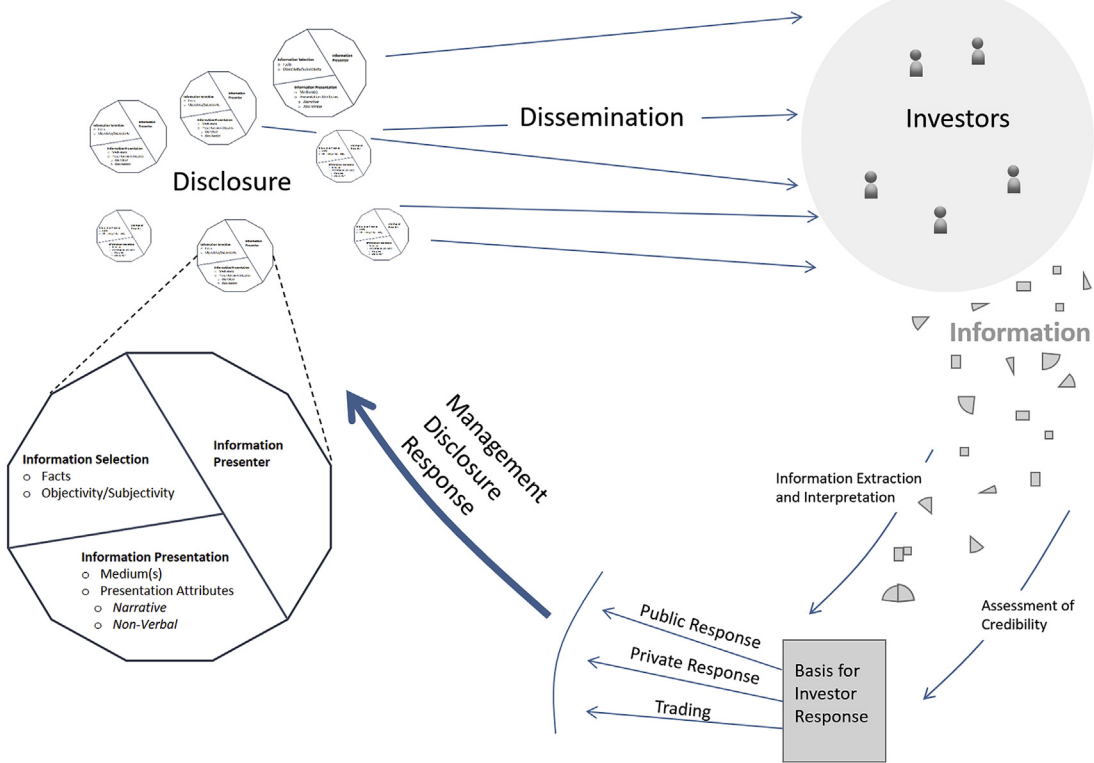 Disclosure
Dissemination
Investors
Information
Information Extraction
and Interpretation
Assessment of
Credibility
Basis for
Investor
Response
Public Response
Private Response
Trading
Management
Disclosure
Response
Information Selection
o Facts
o Objectivity/Subjectivity
Information
Presenter
Information Presentation
o Medium(s)
o Presentation Attributes
o Narrative
o Non-Verbal